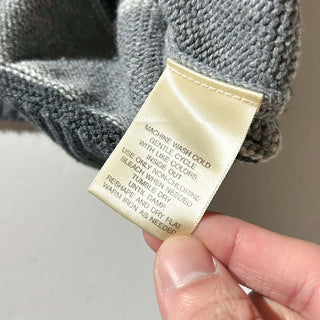 MACHINE WASH COLD
GENTLE CYCLE
WITH LIKE COLORS,
INSIDE OUT
USE ONLY NON-CHLORINE
BLEACH WHEN NEEDED
TUMBLE DRY
UNTIL DAMP
RESHAPE AND DRY FLAT
WARM IRON AS NEEDED